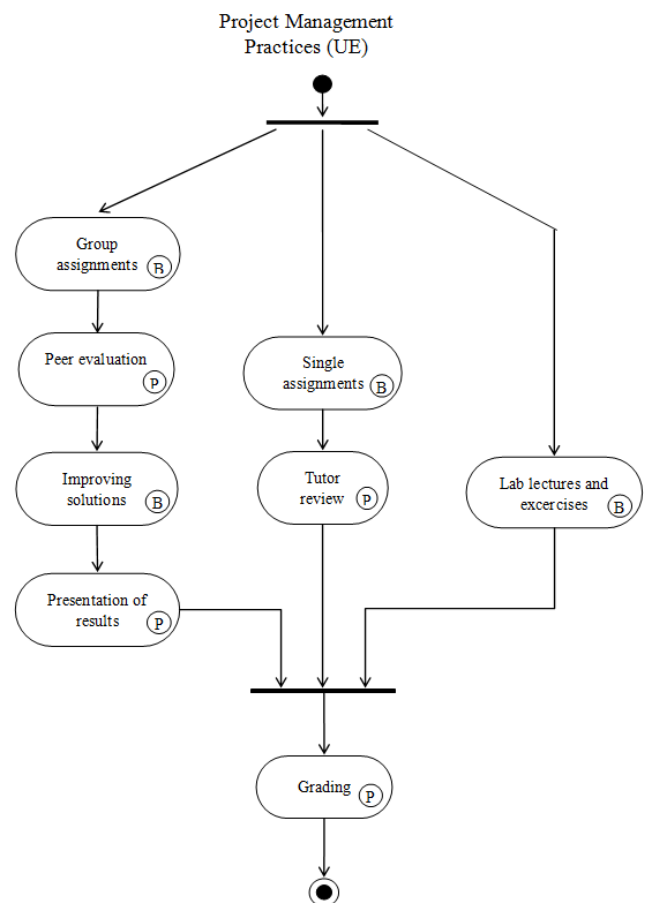 Project Management
Practices (UE)
Group
assignments
B
Peer evaluation
P
Single
assignments
B
Improving
solutions
B
Tutor
review
P
Lab lectures and
excercises
B
Presentation of
results
P
Grading
P